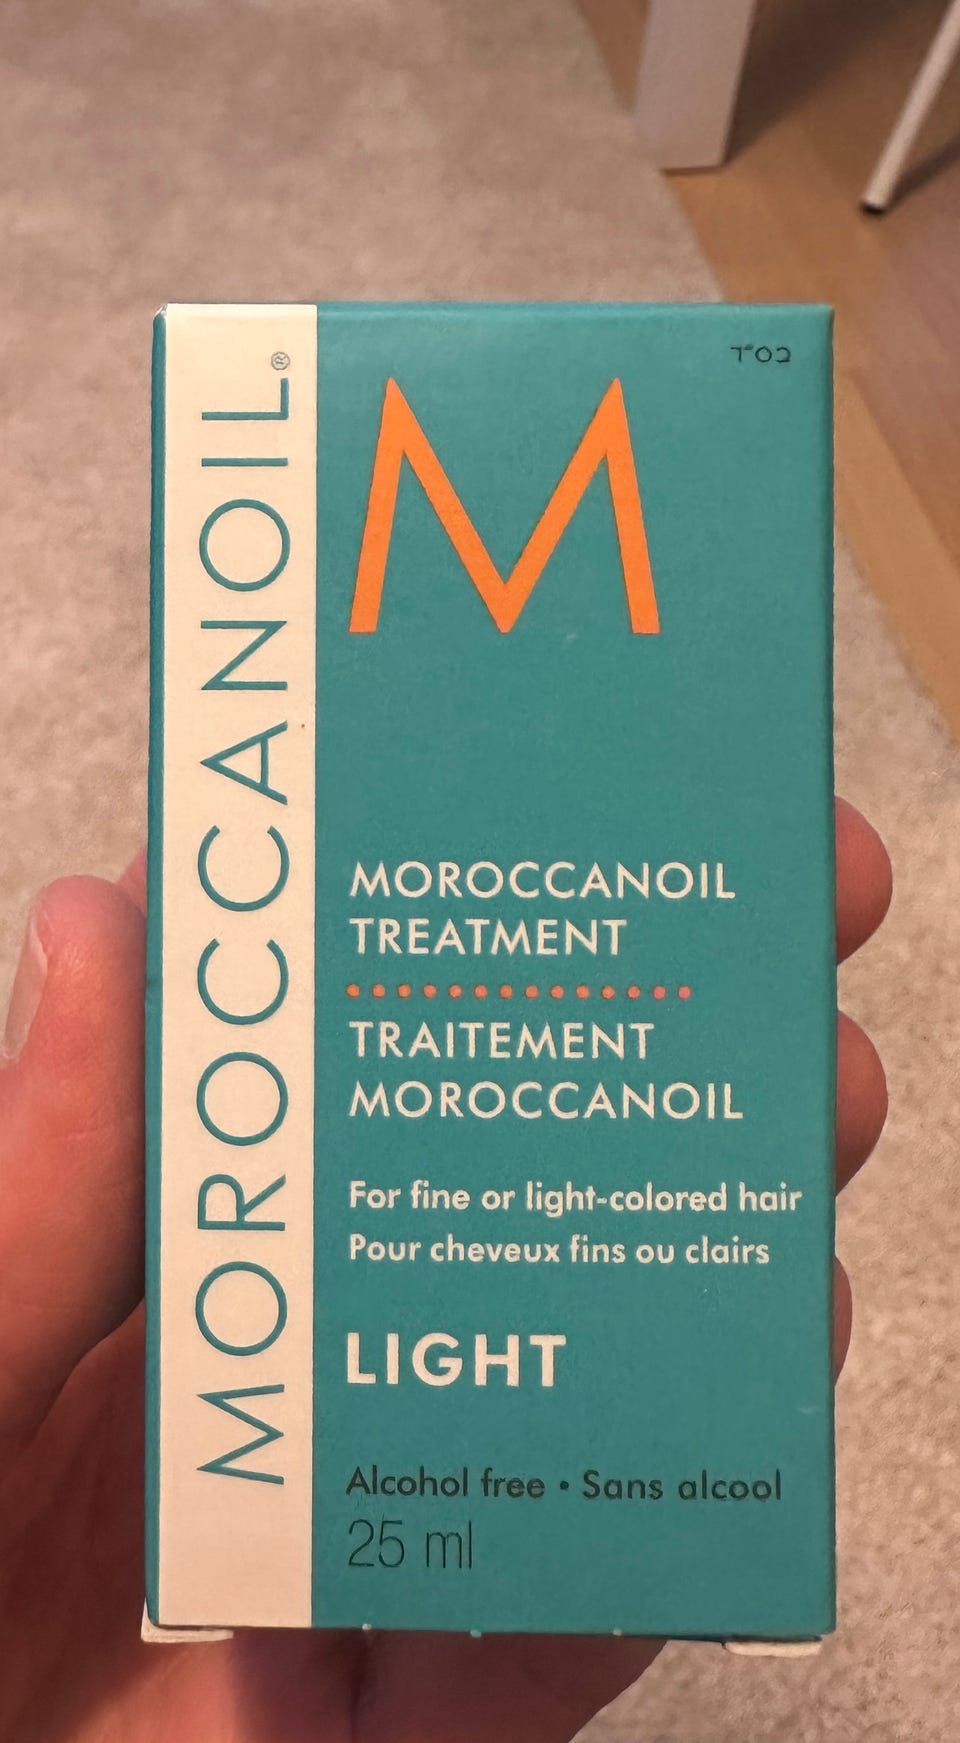 MOROCCANOIL®
בס״ד
M
MOROCCANOIL
TREATMENT
TRAITEMENT
MOROCCANOIL
For fine or light-colored hair
Pour cheveux fins ou clairs
LIGHT
Alcohol free • Sans alcool
25 ml